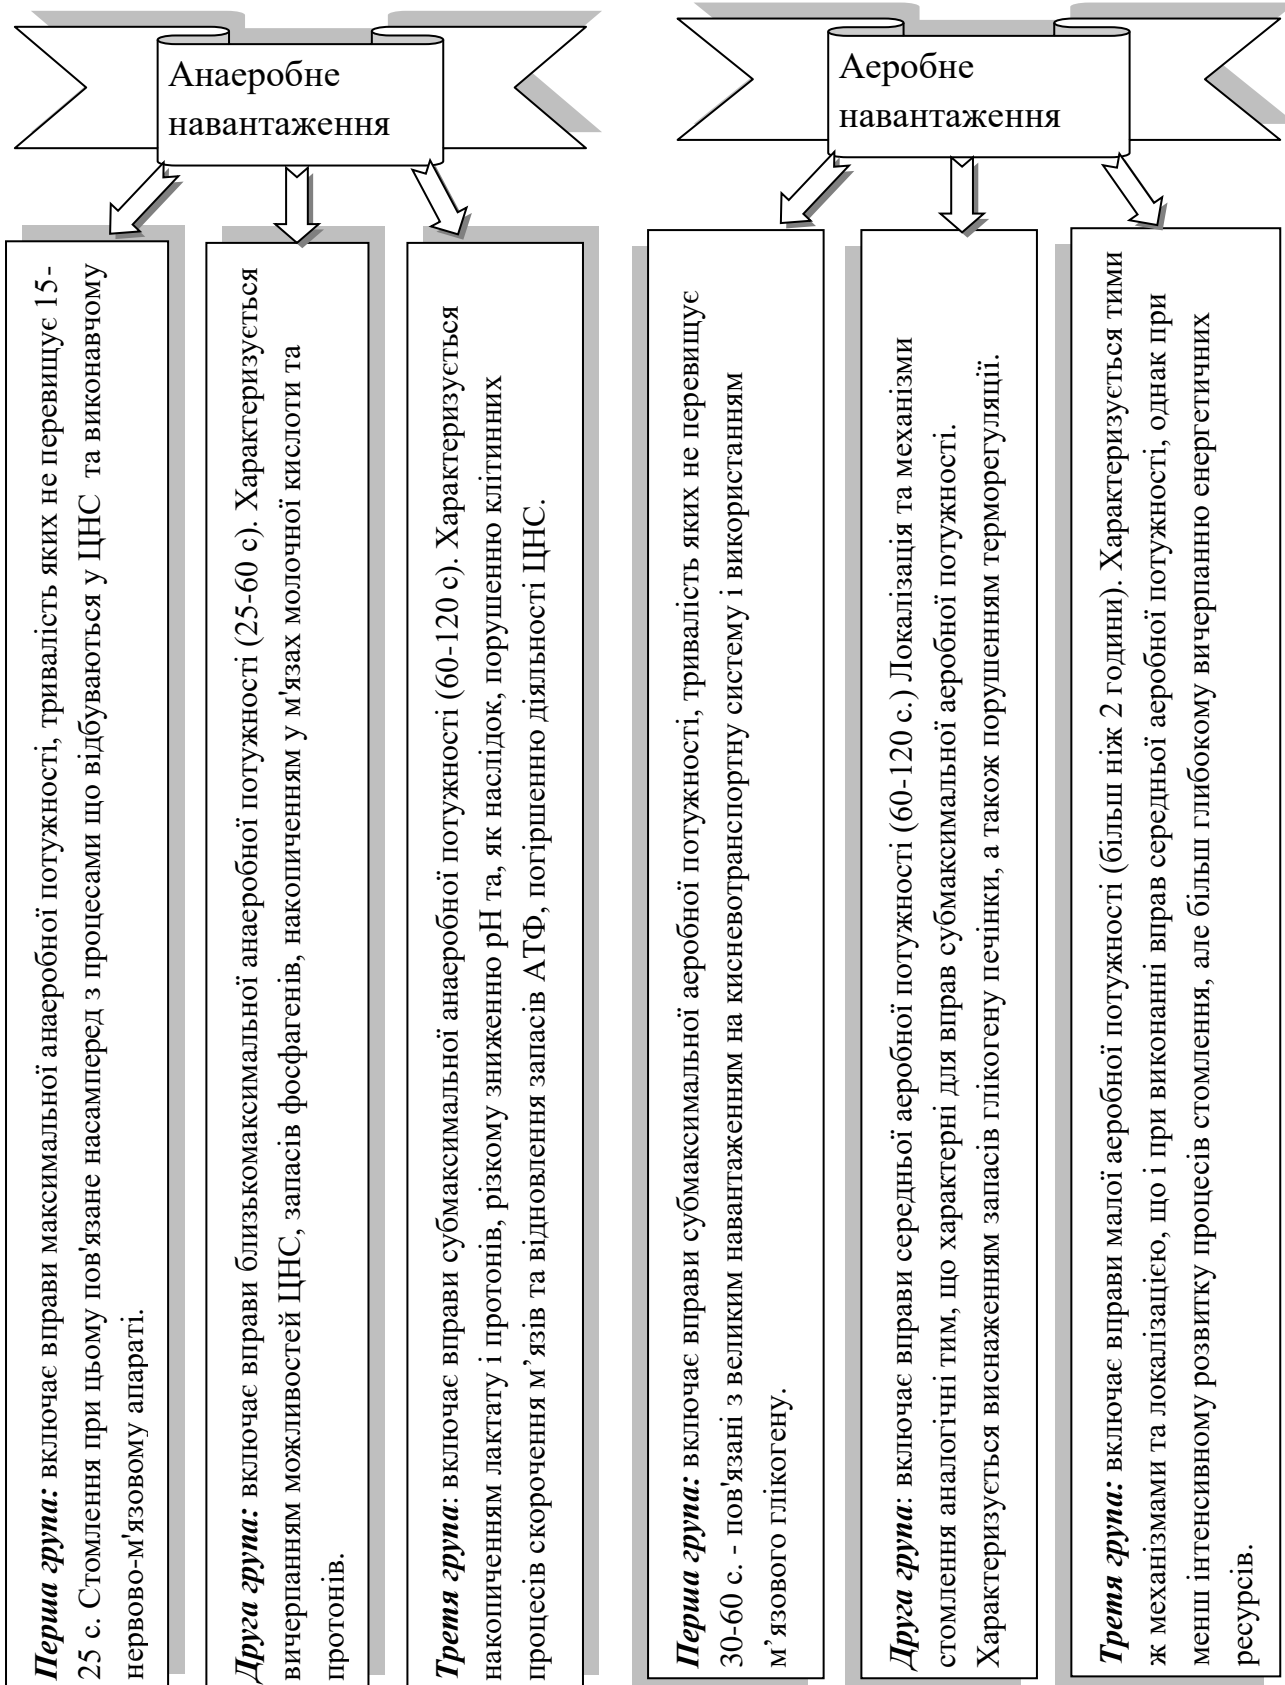 Анаеробне
навантаження
Перша група: включає вправи максимальної анаеробної потужності, тривалість яких не перевищує 15-
25 с. Стомлення при цьому пов'язане насамперед з процесами що відбуваються у ЦНС та виконавчому
нервово-м'язовому апараті.
Друга група: включає вправи близькомаксимальної анаеробної потужності (25-60 с). Характеризується
вичерпанням можливостей ЦНС, запасів фосфагенів, накопиченням у м'язах молочної кислоти та
протонів.
Третя група: включає вправи субмаксимальної анаеробної потужності (60-120 с). Характеризується
накопиченням лактату і протонів, різкому зниженню рН та, як наслідок, порушенню клітинних
процесів скорочення м’язів та відновлення запасів АТФ, погіршенню діяльності ЦНС.
Аеробне
навантаження
Перша група: включає вправи субмаксимальної аеробної потужності, тривалість яких не перевищує
30-60 с. - пов'язані з великим навантаженням на кисневотранспортну систему і використанням
м’язового глікогену.
Друга група: включає вправи середньої аеробної потужності (60-120 с.) Локалізація та механізми
стомлення аналогічні тим, що характерні для вправ субмаксимальної аеробної потужності.
Характеризується виснаженням запасів глікогену печінки, а також порушенням терморегуляції.
Третя група: включає вправи малої аеробної потужності (більш ніж 2 години). Характеризується тими
ж механізмами та локалізацією, що і при виконанні вправ середньої аеробної потужності, однак при
менш інтенсивному розвитку процесів стомлення, але більш глибокому вичерпанню енергетичних
ресурсів.